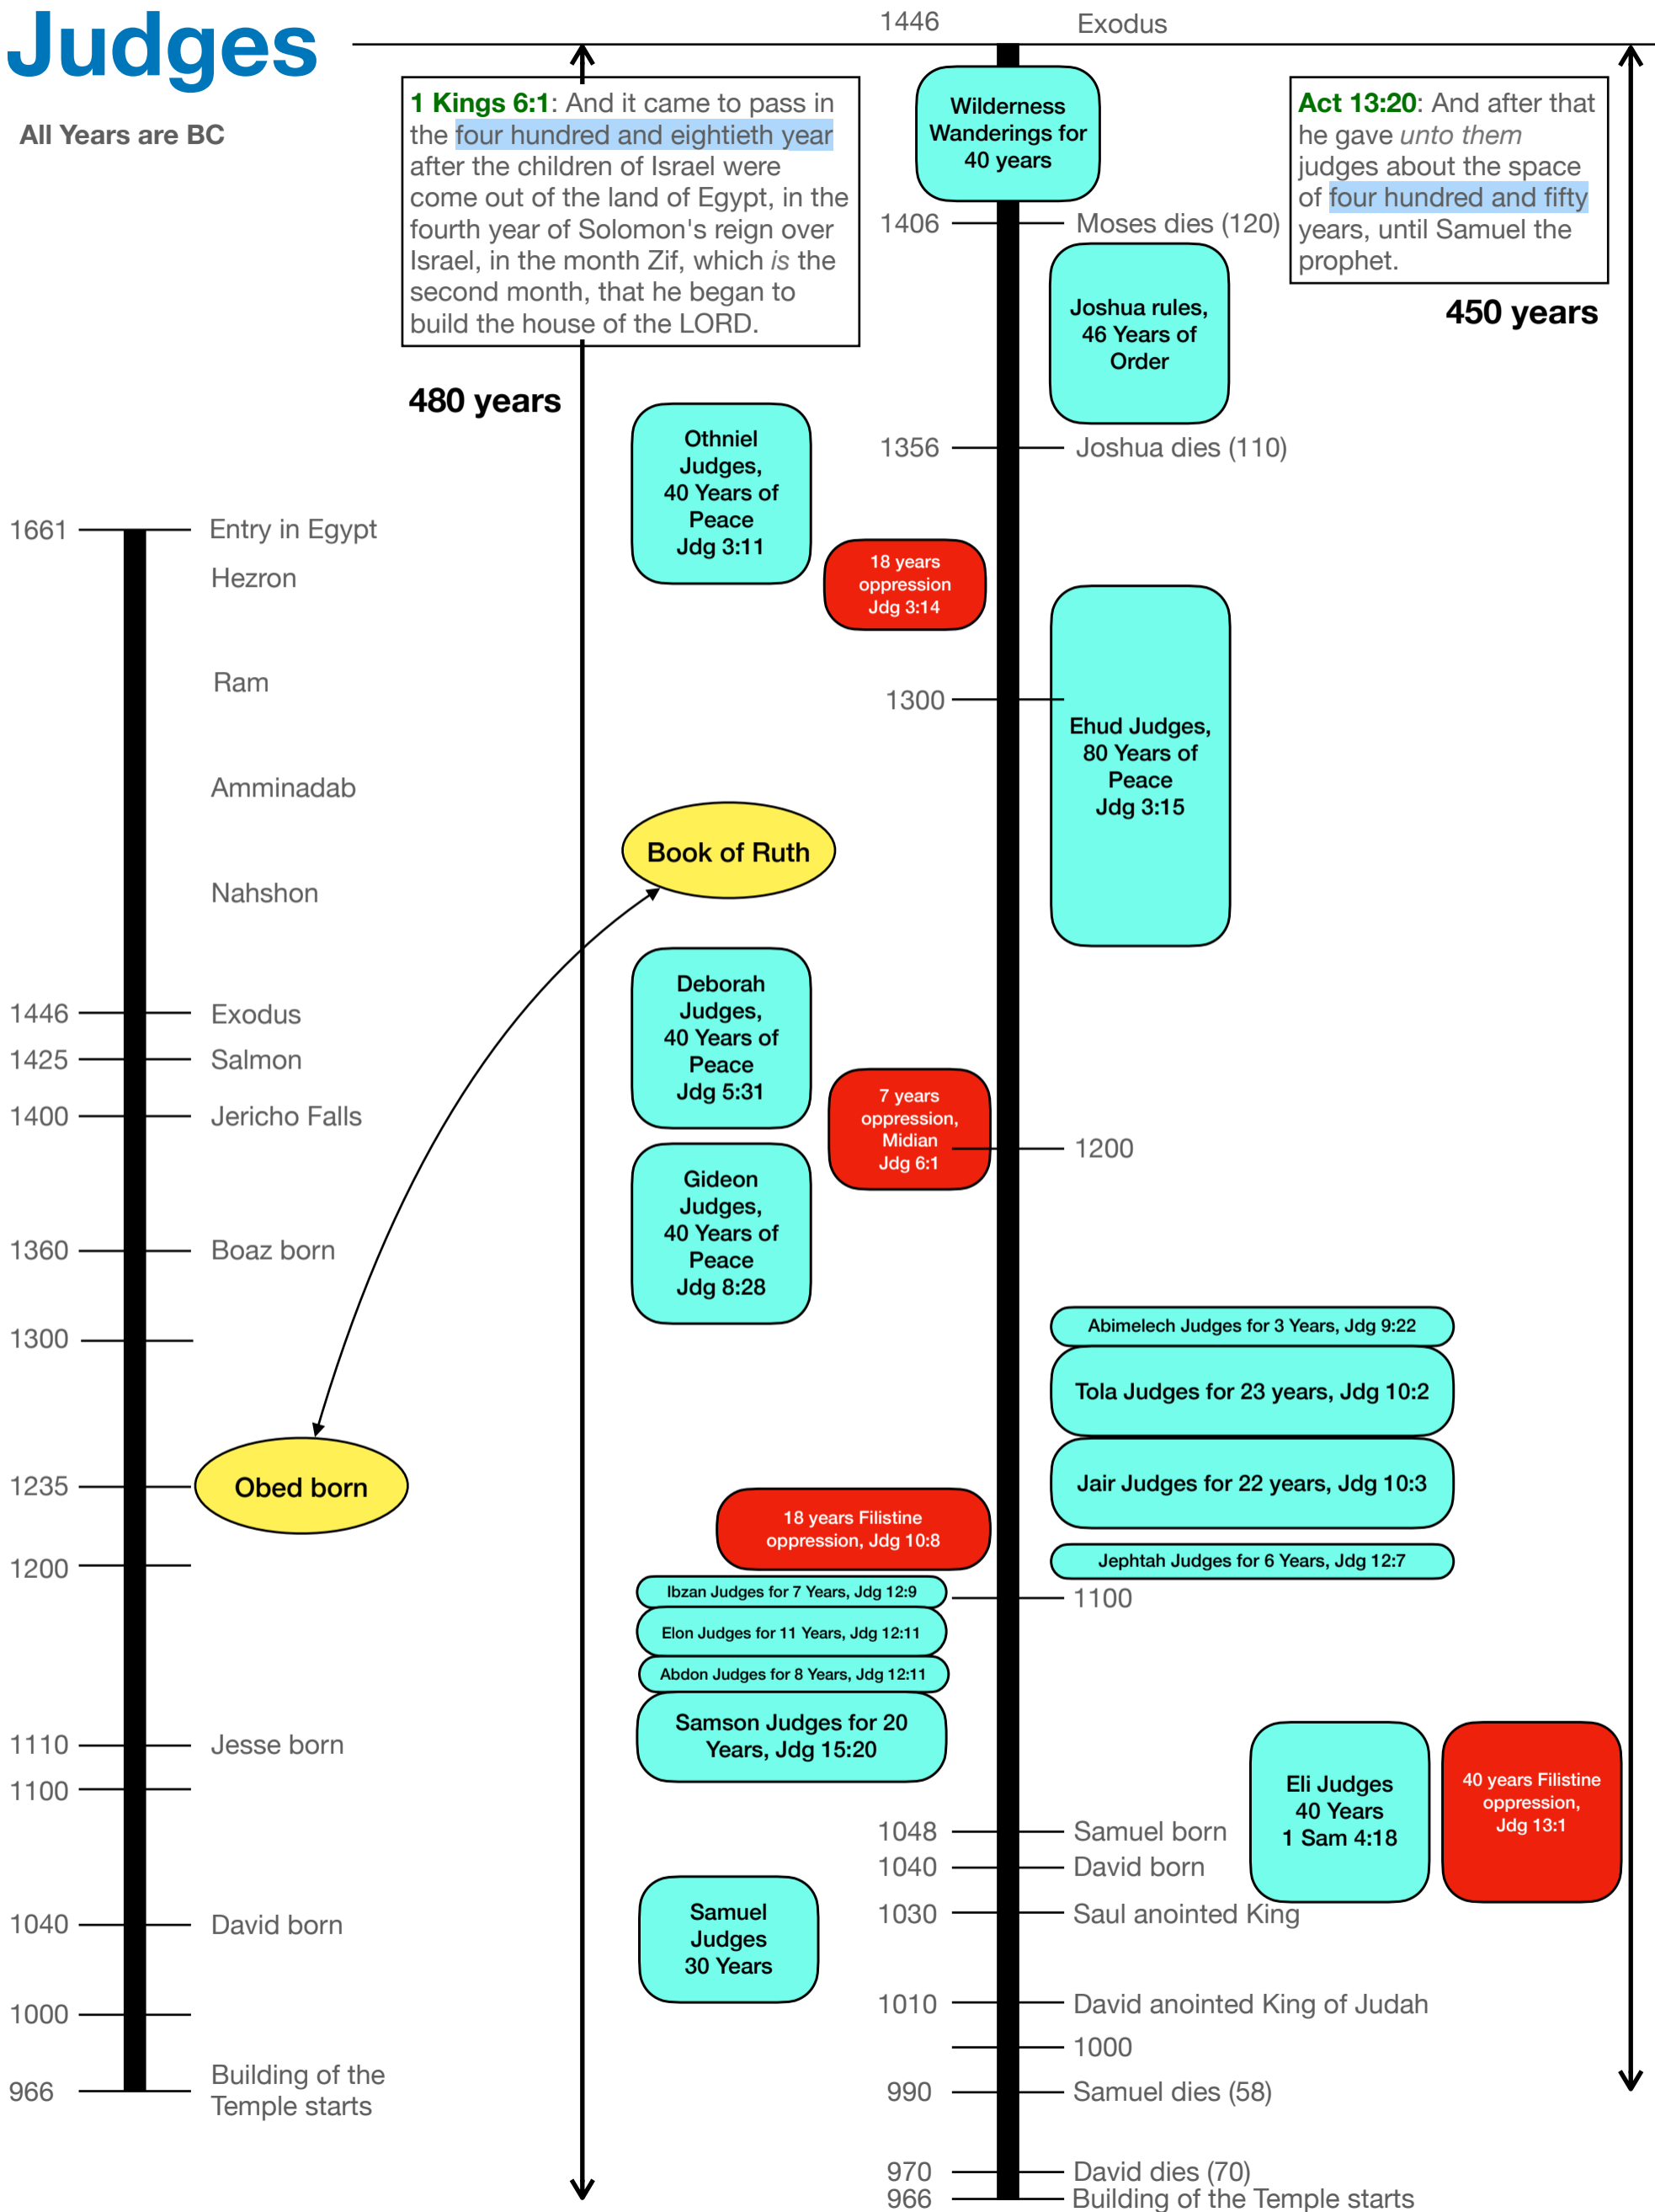 Judges
All Years are BC
1446
Exodus
1 Kings 6:1: And it came to pass in
the four hundred and eightieth year
after the children of Israel were
come out of the land of Egypt, in the
fourth year of Solomon's reign over
Israel, in the month Zif, which is the
second month, that he began to
build the house of the LORD.
480 years
Wilderness
Wanderings for
40 years
Act 13:20: And after that
he gave unto them
judges about the space
of four hundred and fifty
years, until Samuel the
prophet.
450 years
1406
Moses dies (120)
Joshua rules,
46 Years of
Order
1356
Joshua dies (110)
Othniel
Judges,
40 Years of
Peace
Jdg 3:11
18 years
oppression
Jdg 3:14
1300
Ehud Judges,
80 Years of
Peace
Jdg 3:15
Book of Ruth
Deborah
Judges,
40 Years of
Peace
Jdg 5:31
7 years
oppression,
Midian
Jdg 6:1
1200
Gideon
Judges,
40 Years of
Peace
Jdg 8:28
Abimelech Judges for 3 Years, Jdg 9:22
Tola Judges for 23 years, Jdg 10:2
Jair Judges for 22 years, Jdg 10:3
18 years Filistine
oppression, Jdg 10:8
Jephtah Judges for 6 Years, Jdg 12:7
Ibzan Judges for 7 Years, Jdg 12:9
1100
Elon Judges for 11 Years, Jdg 12:11
Abdon Judges for 8 Years, Jdg 12:11
Samson Judges for 20
Years, Jdg 15:20
Eli Judges
40 Years
1 Sam 4:18
40 years Filistine
oppression,
Jdg 13:1
1048
Samuel born
1040
David born
1030
Saul anointed King
Samuel
Judges
30 Years
1010
David anointed King of Judah
1000
990
Samuel dies (58)
970
David dies (70)
966
Building of the Temple starts
1661
Entry in Egypt
Hezron
Ram
Amminadab
Nahshon
1446
Exodus
1425
Salmon
1400
Jericho Falls
1360
Boaz born
1300
1235
Obed born
1200
1110
Jesse born
1100
1040
David born
1000
966
Building of the
Temple starts